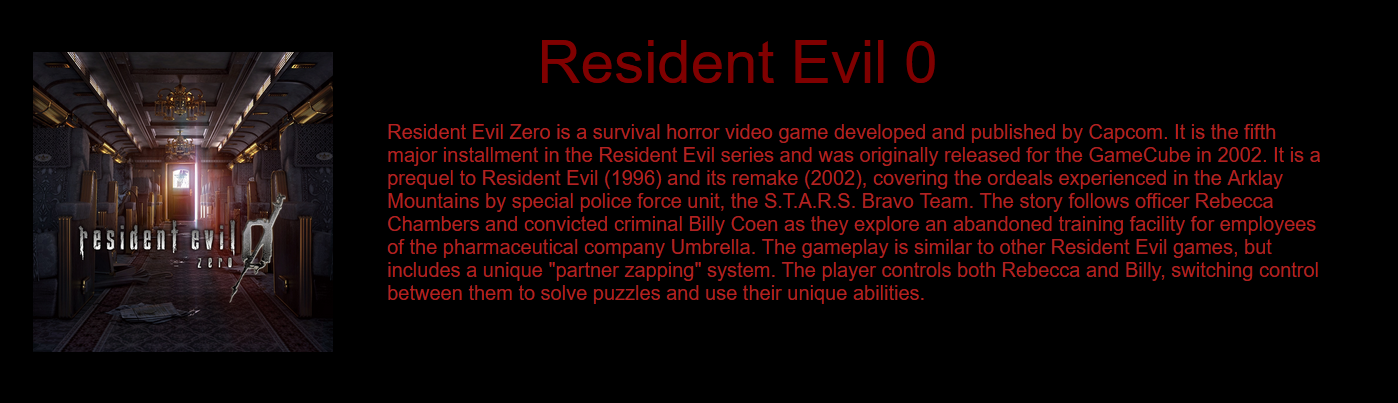 Resident Evil 0
resident evil 0
zero
Resident Evil Zero is a survival horror video game developed and published by Capcom. It is the fifth
major installment in the Resident Evil series and was originally released for the GameCube in 2002. It is a
prequel to Resident Evil (1996) and its remake (2002), covering the ordeals experienced in the Arklay
Mountains by special police force unit, the S.T.A.R.S. Bravo Team. The story follows officer Rebecca
Chambers and convicted criminal Billy Coen as they explore an abandoned training facility for employees
of the pharmaceutical company Umbrella. The gameplay is similar to other Resident Evil games, but
includes a unique "partner zapping" system. The player controls both Rebecca and Billy, switching control
between them to solve puzzles and use their unique abilities.